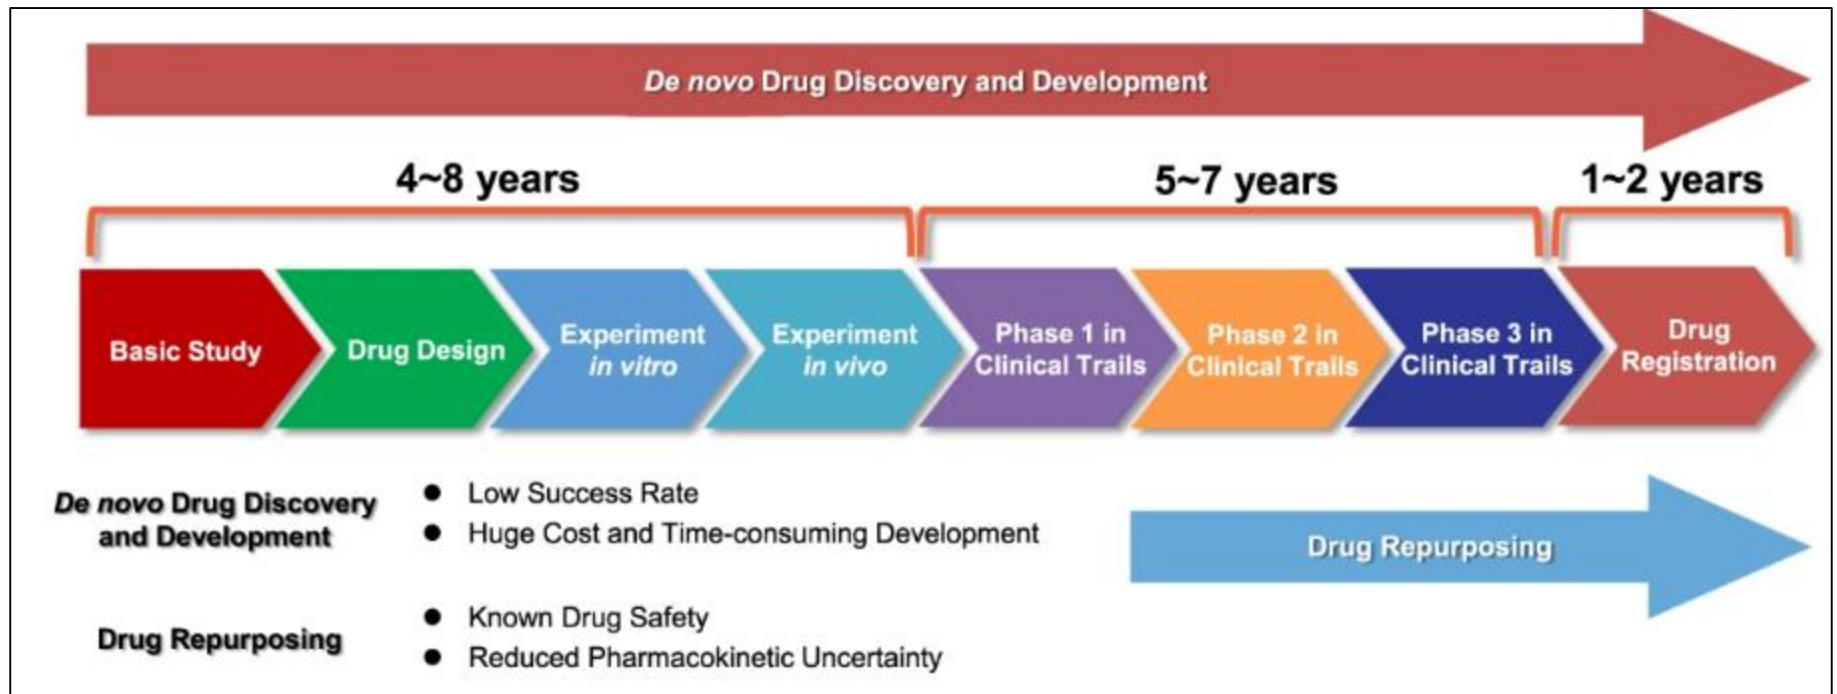 De novo Drug Discovery and Development
4~8 years
5~7 years
1~2 years
Basic Study
Drug Design
Experiment
in vitro
Experiment
in vivo
Phase 1 in
Clinical Trails
Phase 2 in
Clinical Trails
Phase 3 in
Clinical Trails
Drug
Registration
De novo Drug Discovery
and Development
● Low Success Rate
● Huge Cost and Time-consuming Development
Drug Repurposing
Drug Repurposing
● Known Drug Safety
● Reduced Pharmacokinetic Uncertainty